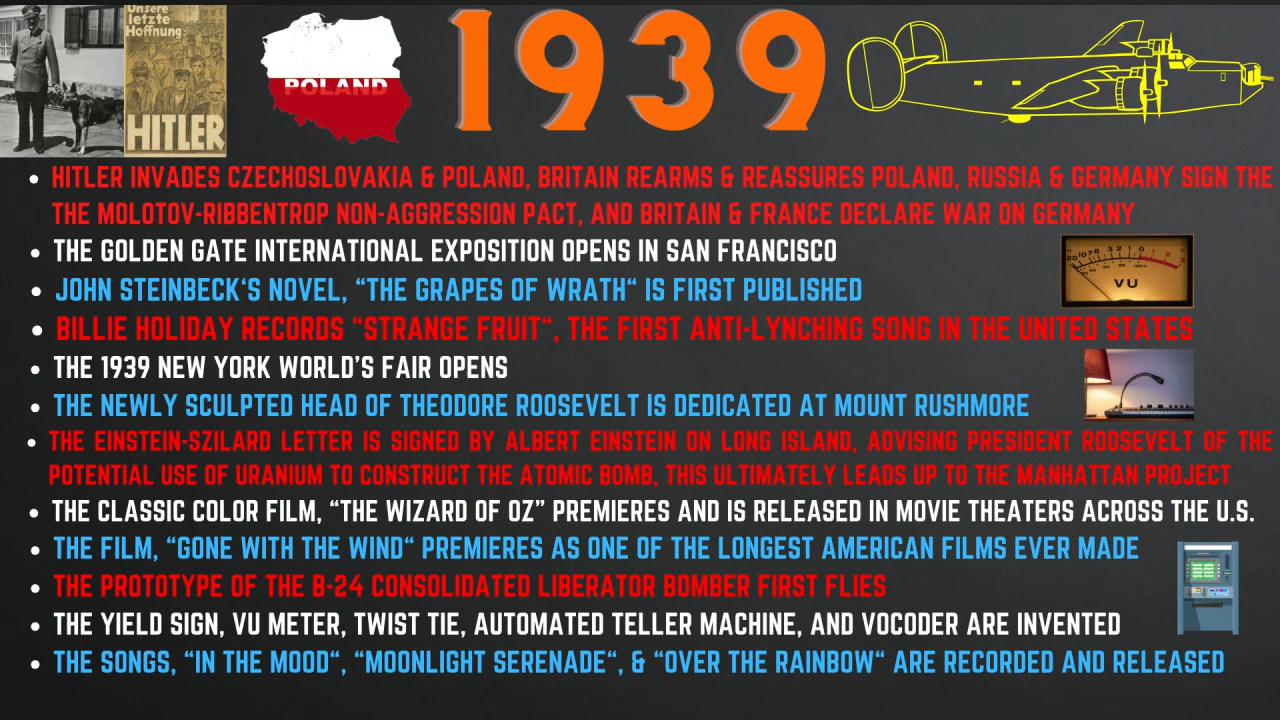 Unsere
letzte
Hoffnung:
HITLER
POLAND
1939
• HITLER INVADES CZECHOSLOVAKIA & POLAND, BRITAIN REARMS & REASSURES POLAND, RUSSIA & GERMANY SIGN THE
THE MOLOTOV-RIBBENTROP NON-AGGRESSION PACT, AND BRITAIN & FRANCE DECLARE WAR ON GERMANY
• THE GOLDEN GATE INTERNATIONAL EXPOSITION OPENS IN SAN FRANCISCO
• JOHN STEINBECK‘S NOVEL, “THE GRAPES OF WRATH“ IS FIRST PUBLISHED
VU
• BILLIE HOLIDAY RECORDS “STRANGE FRUIT“, THE FIRST ANTI-LYNCHING SONG IN THE UNITED STATES
• THE 1939 NEW YORK WORLD’S FAIR OPENS
• THE NEWLY SCULPTED HEAD OF THEODORE ROOSEVELT IS DEDICATED AT MOUNT RUSHMORE
• THE EINSTEIN-SZILARD LETTER IS SIGNED BY ALBERT EINSTEIN ON LONG ISLAND, ADVISING PRESIDENT ROOSEVELT OF THE
POTENTIAL USE OF URANIUM TO CONSTRUCT THE ATOMIC BOMB, THIS ULTIMATELY LEADS UP TO THE MANHATTAN PROJECT
• THE CLASSIC COLOR FILM, “THE WIZARD OF OZ” PREMIERES AND IS RELEASED IN MOVIE THEATERS ACROSS THE U.S.
• THE FILM, “GONE WITH THE WIND“ PREMIERES AS ONE OF THE LONGEST AMERICAN FILMS EVER MADE
• THE PROTOTYPE OF THE B-24 CONSOLIDATED LIBERATOR BOMBER FIRST FLIES
• THE YIELD SIGN, VU METER, TWIST TIE, AUTOMATED TELLER MACHINE, AND VOCODER ARE INVENTED
• THE SONGS, “IN THE MOOD“, “MOONLIGHT SERENADE“, & “OVER THE RAINBOW“ ARE RECORDED AND RELEASED